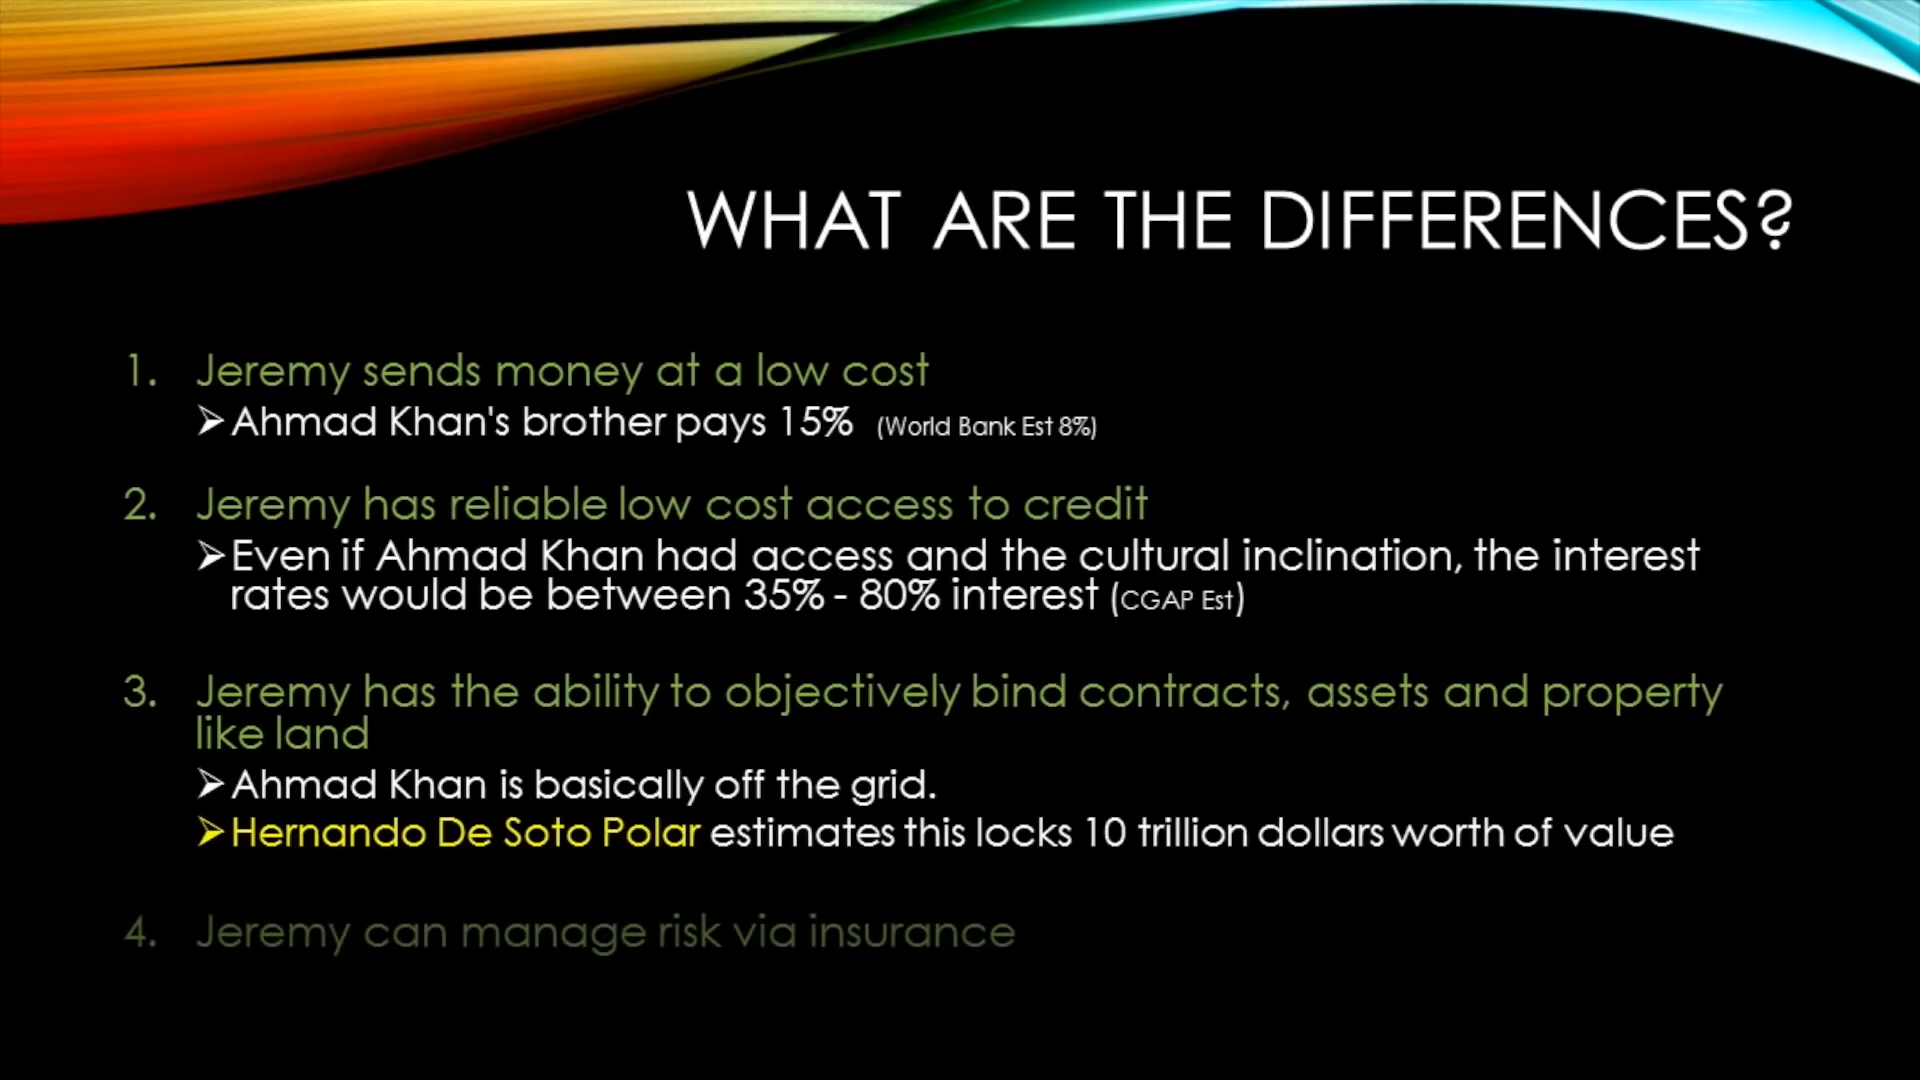 WHAT ARE THE DIFFERENCES?
1. Jeremy sends money at a low cost
➢Ahmad Khan's brother pays 15% (World Bank Est 8%)
2. Jeremy has reliable low cost access to credit
➢Even if Ahmad Khan had access and the cultural inclination, the interest
rates would be between 35% - 80% interest (CGAP Est)
3. Jeremy has the ability to objectively bind contracts, assets and property
like land
➢Ahmad Khan is basically off the grid.
➢Hernando De Soto Polar estimates this locks 10 trillion dollars worth of value
4. Jeremy can manage risk via insurance